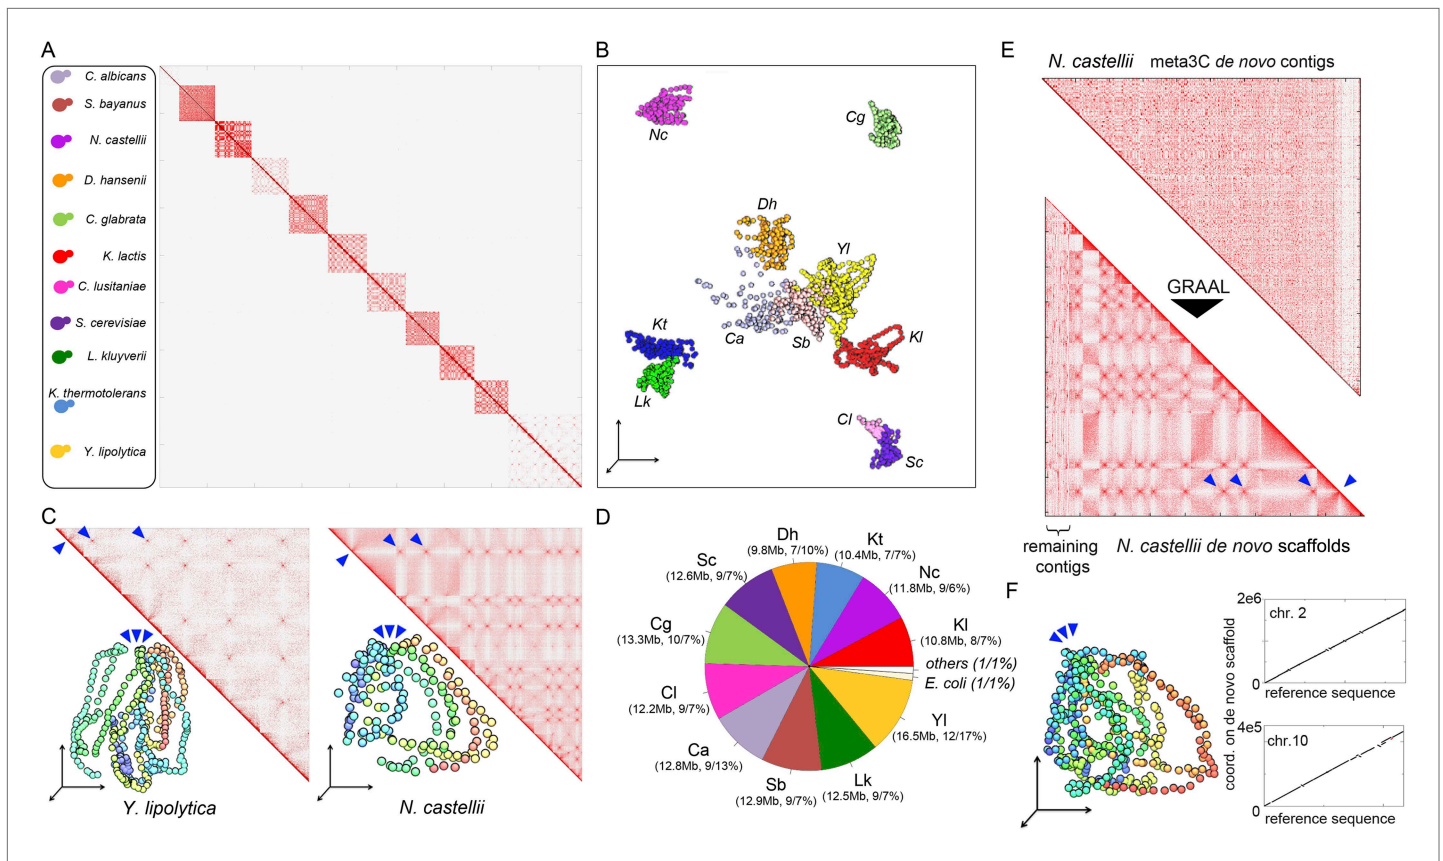 A
C. albicans
S. bayanus
N. castellii
D. hansenii
C. glabrata
K. lactis
C. lusitaniae
S. cerevisiae
L. kluyverii
K. thermotolerans
Y. lipolytica
B
Nc
Cg
Dh
Yl
Ca
Sb
Kt
Kl
Lk
Cl
Sc
C
Y. lipolytica
N. castellii
D
Dh
(9.8Mb, 7/10%)
Kt
(10.4Mb, 7/7%)
Nc
(11.8Mb, 9/6%)
Kl
(10.8Mb, 8/7%)
others (1/1%)
E. coli (1/1%)
Yl
(16.5Mb, 12/17%)
Lk
(12.5Mb, 9/7%)
Sb
(12.9Mb, 9/7%)
Ca
(12.8Mb, 9/13%)
Cl
(12.2Mb, 9/7%)
Cg
(13.3Mb, 10/7%)
Sc
(12.6Mb, 9/7%)
E
N. castellii meta3C de novo contigs
GRAAL
remaining
contigs
N. castellii de novo scaffolds
F
coord. on de novo scaffold
2e6
chr. 2
0
reference sequence
4e5
chr.10
0
reference sequence